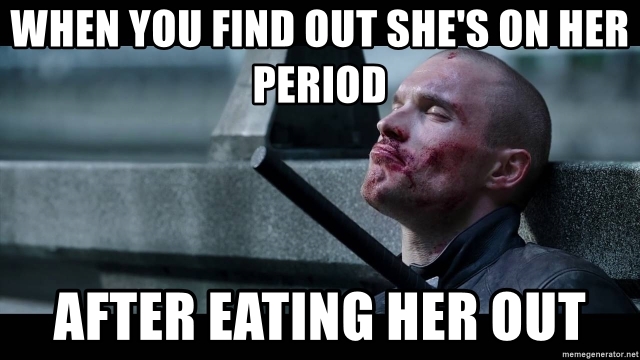 WHEN YOU FIND OUT SHE'S ON HER
PERIOD
AFTER EATING HER OUT
memegenerator.net